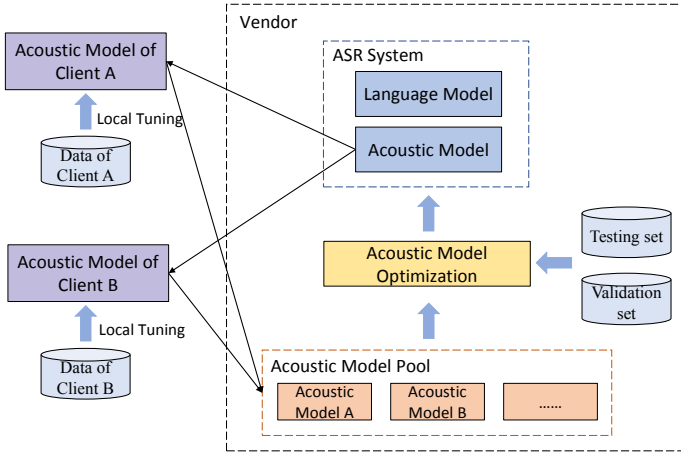 Vendor
Acoustic Model of
Client A
Local Tuning
Data of
Client A
Acoustic Model of
Client B
Local Tuning
Data of
Client B
ASR System
Language Model
Acoustic Model
Acoustic Model
Optimization
Testing set
Validation
set
Acoustic Model Pool
Acoustic
Model A
Acoustic
Model B
......